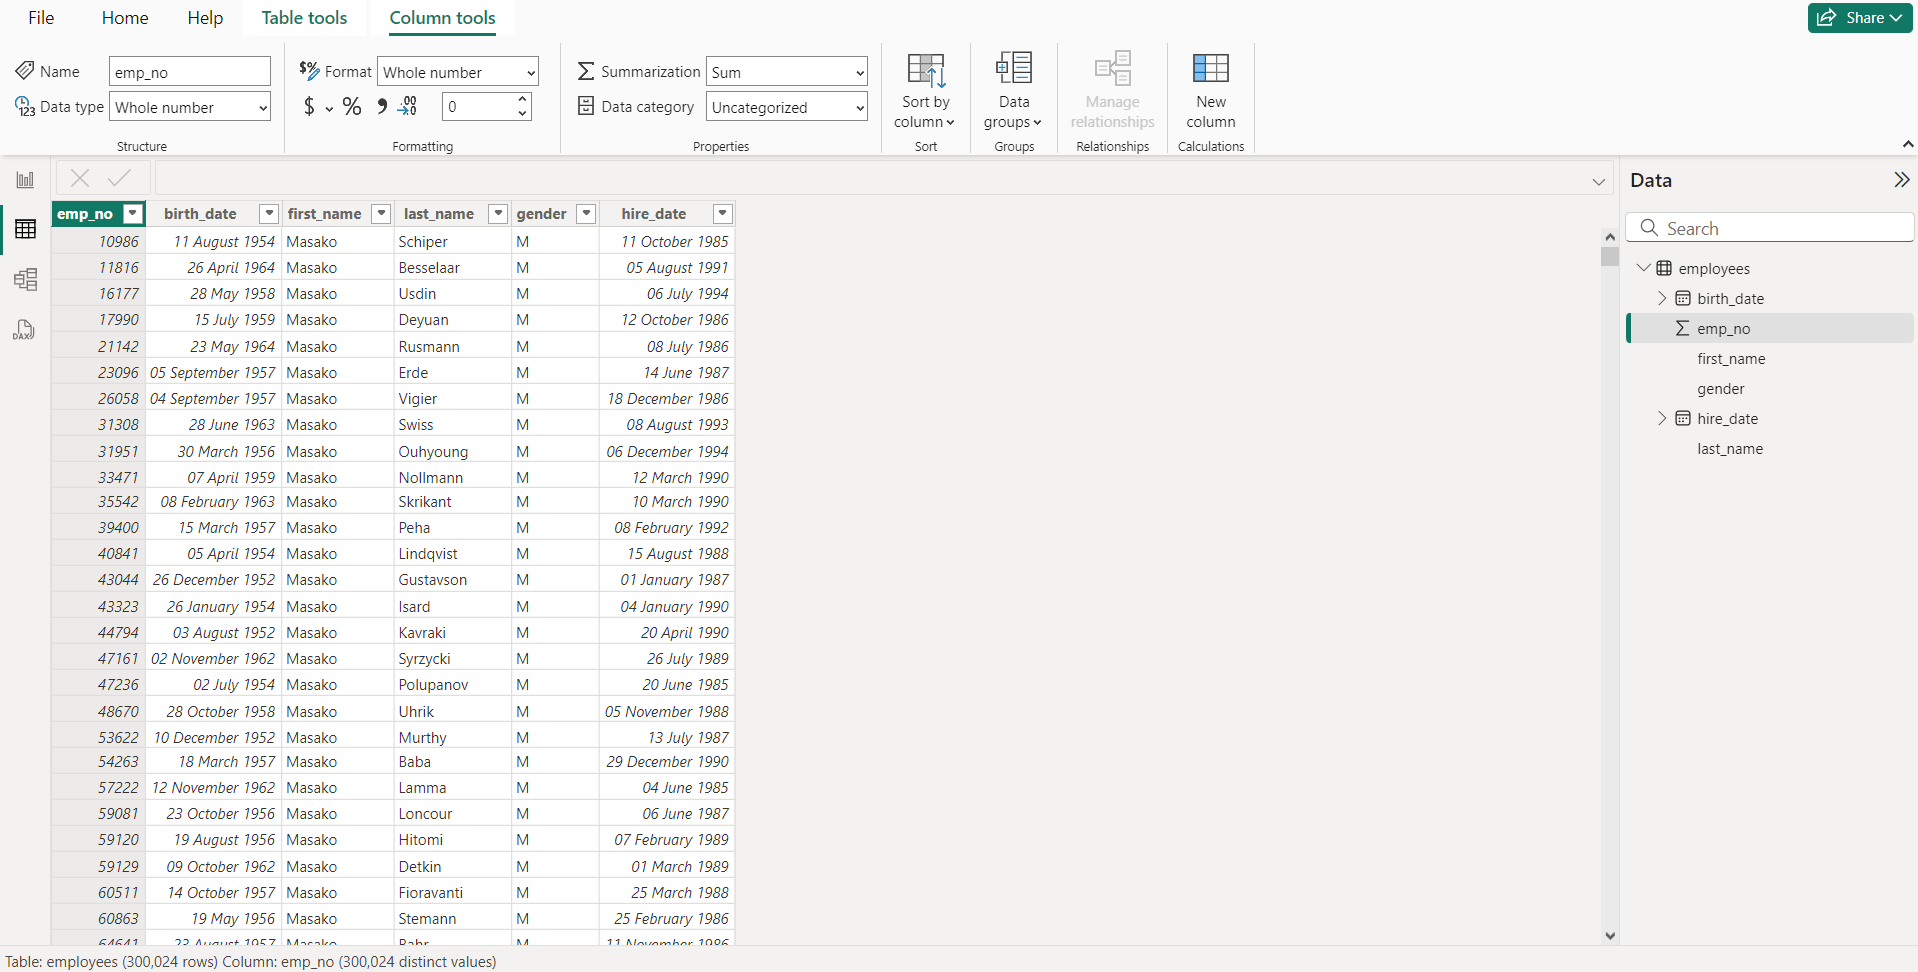 File Home Help Table tools Column tools Share
Name emp_no $% Format Whole number Summarization Sum Sort by column Data groups Manage relationships New column
123 Data type Whole number $ % 9 .00 0 Data category Uncategorized
Structure Formatting Properties Sort Groups Relationships Calculations
Data
Search
emp_no birth_date first_name last_name gender hire_date
10986 11 August 1954 Masako Schiper M 11 October 1985
11816 26 April 1964 Masako Besselaar M 05 August 1991
16177 28 May 1958 Masako Usdin M 06 July 1994
17990 15 July 1959 Masako Deyuan M 12 October 1986
21142 23 May 1964 Masako Rusmann M 08 July 1986
23096 05 September 1957 Masako Erde M 14 June 1987
26058 04 September 1957 Masako Vigier M 18 December 1986
31308 28 June 1963 Masako Swiss M 08 August 1993
31951 30 March 1956 Masako Ouhyoung M 06 December 1994
33471 07 April 1959 Masako Nollmann M 12 March 1990
35542 08 February 1963 Masako Skrikant M 10 March 1990
39400 15 March 1957 Masako Peha M 08 February 1992
40841 05 April 1954 Masako Lindqvist M 15 August 1988
43044 26 December 1952 Masako Gustavson M 01 January 1987
43323 26 January 1954 Masako Isard M 04 January 1990
44794 03 August 1952 Masako Kavraki M 20 April 1990
47161 02 November 1962 Masako Syrzycki M 26 July 1989
47236 02 July 1954 Masako Polupanov M 20 June 1985
48670 28 October 1958 Masako Uhrik M 05 November 1988
53622 10 December 1952 Masako Murthy M 13 July 1987
54263 18 March 1957 Masako Baba M 29 December 1990
57222 12 November 1962 Masako Lamma M 04 June 1985
59081 23 October 1956 Masako Loncour M 06 June 1987
59120 19 August 1956 Masako Hitomi M 07 February 1989
59129 09 October 1962 Masako Detkin M 01 March 1989
60511 14 October 1957 Masako Fioravanti M 25 March 1988
60863 19 May 1956 Masako Stemann M 25 February 1986
64641 23 August 1957 Masako Bahr M 11 November 1986
employees
birth_date
emp_no
first_name
gender
hire_date
last_name
DAX
Table: employees (300,024 rows) Column: emp_no (300,024 distinct values)